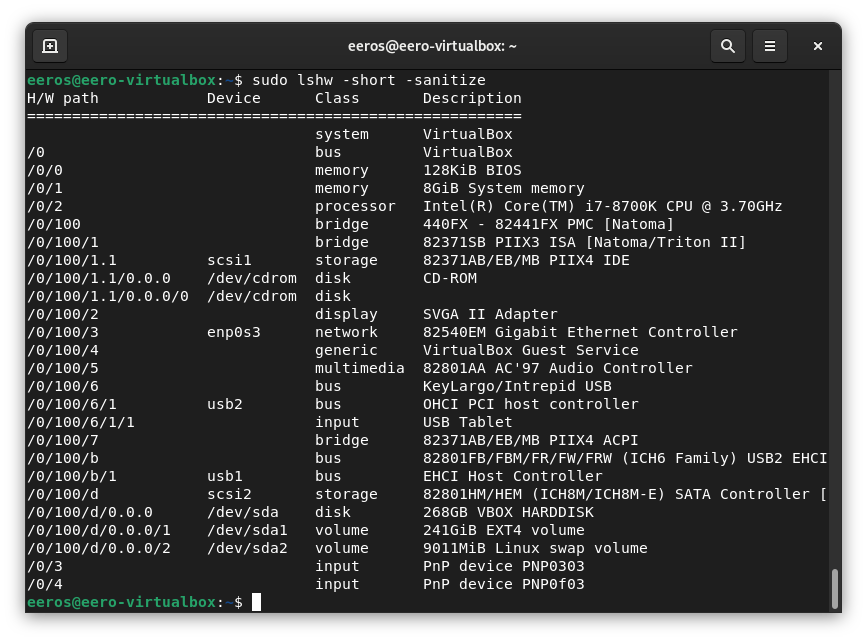 eeros@eero-virtualbox: ~
eeros@eero-virtualbox:~$ sudo lshw -short -sanitize
H/W path            Device      Class       Description
=======================================================
                                system      VirtualBox
/0                              bus         VirtualBox
/0/0                            memory      128KiB BIOS
/0/1                            memory      8GiB System memory
/0/2                            processor   Intel(R) Core(TM) i7-8700K CPU @ 3.70GHz
/0/100                          bridge      440FX - 82441FX PMC [Natoma]
/0/100/1                        bridge      82371SB PIIX3 ISA [Natoma/Triton II]
/0/100/1.1          scsi1       storage     82371AB/EB/MB PIIX4 IDE
/0/100/1.1/0.0.0    /dev/cdrom  disk        CD-ROM
/0/100/1.1/0.0.0/0  /dev/cdrom  disk
/0/100/2                        display     SVGA II Adapter
/0/100/3            enp0s3      network     82540EM Gigabit Ethernet Controller
/0/100/4                        generic     VirtualBox Guest Service
/0/100/5                        multimedia  82801AA AC'97 Audio Controller
/0/100/6                        bus         KeyLargo/Intrepid USB
/0/100/6/1          usb2        bus         OHCI PCI host controller
/0/100/6/1/1                    input       USB Tablet
/0/100/7                        bridge      82371AB/EB/MB PIIX4 ACPI
/0/100/b                        bus         82801FB/FBM/FR/FW/FRW (ICH6 Family) USB2 EHCI
/0/100/b/1          usb1        bus         EHCI Host Controller
/0/100/d            scsi2       storage     82801HM/HEM (ICH8M/ICH8M-E) SATA Controller [
/0/100/d/0.0.0      /dev/sda    disk        268GB VBOX HARDDISK
/0/100/d/0.0.0/1    /dev/sda1   volume      241GiB EXT4 volume
/0/100/d/0.0.0/2    /dev/sda2   volume      9011MiB Linux swap volume
/0/3                            input       PnP device PNP0303
/0/4                            input       PnP device PNP0f03
eeros@eero-virtualbox:~$